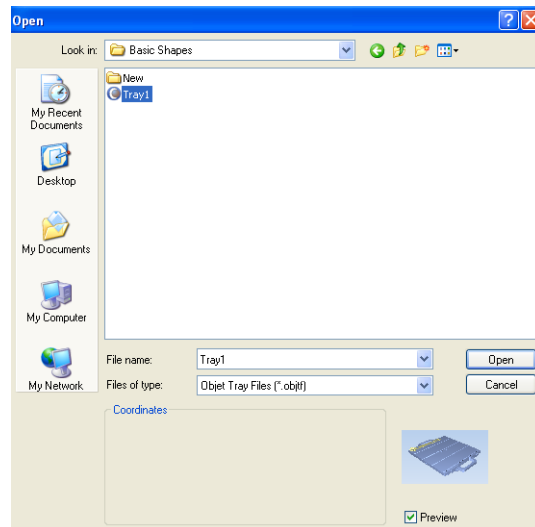 Open
Look in:
Basic Shapes
New
Tray1
My Recent
Documents
Desktop
My Documents
My Computer
My Network
File name:
Tray1
Open
Files of type:
Objet Tray Files (*.objtf)
Cancel
Coordinates
Preview